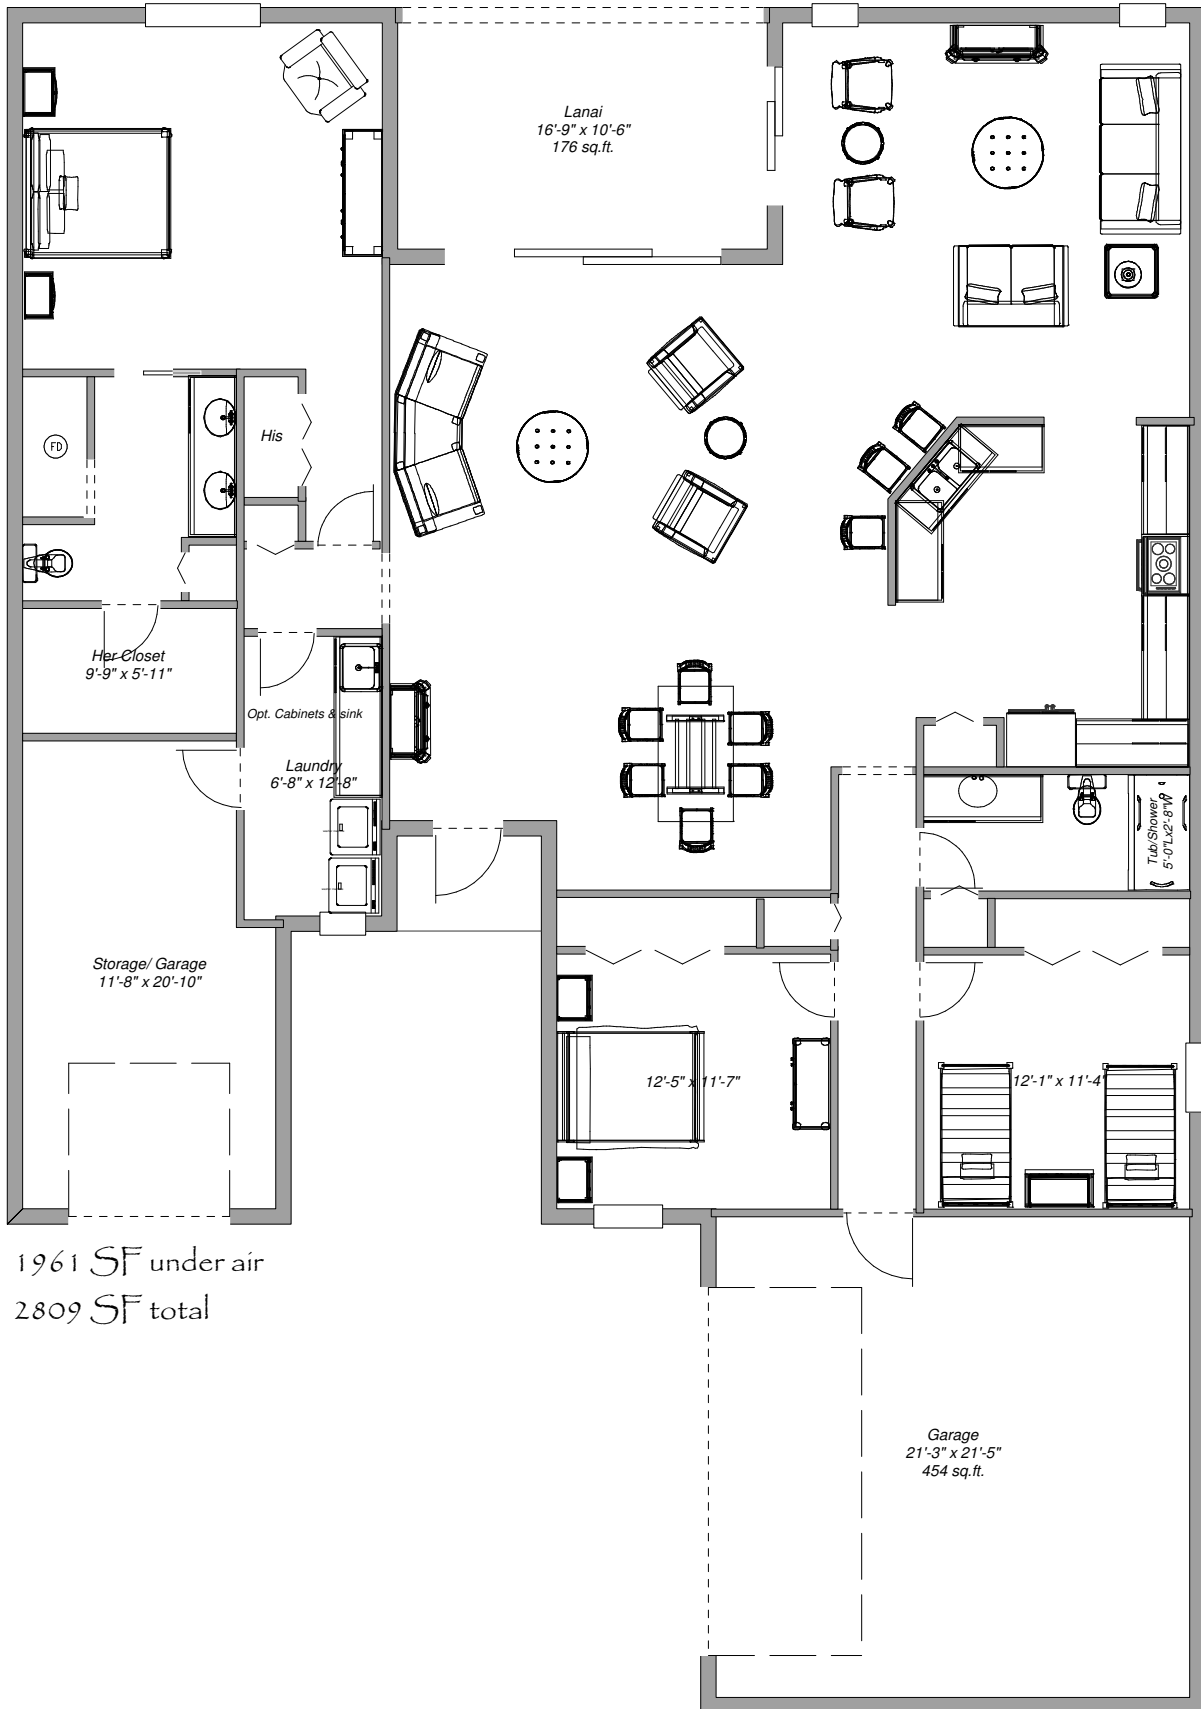 Lanai
16'-9" x 10'-6"
176 sq.ft.
FD
His
Her Closet
9'-9" x 5'-11"
Opt. Cabinets & sink
Laundry
6'-8" x 12'-8"
Tub/Shower
5'-0"Lx2'-8"W
Storage/ Garage
11'-8" x 20'-10"
12'-5" x 11'-7"
12'-1" x 11'-4"
1961 SF under air
2809 SF total
Garage
21'-3" x 21'-5"
454 sq.ft.